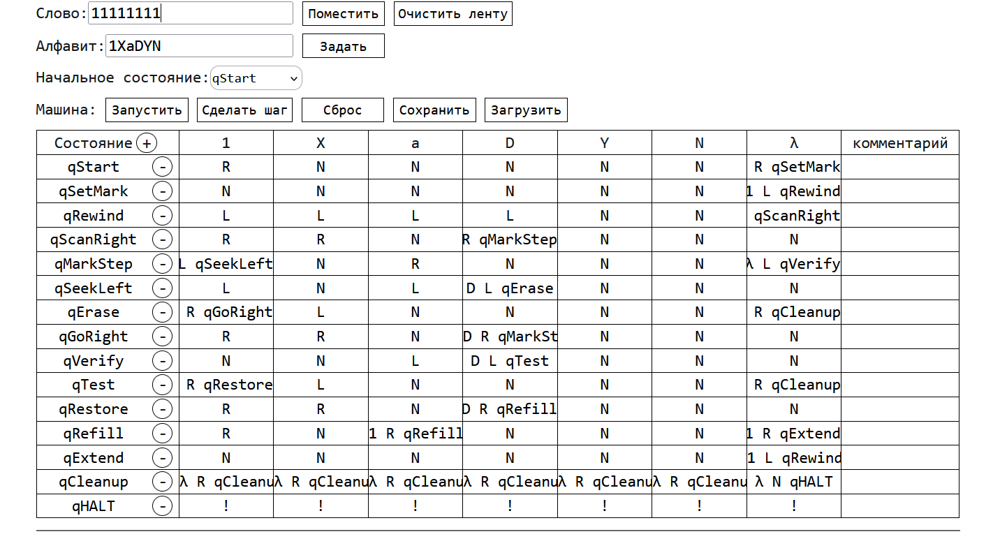 Слово: 11111111 Поместить Очистить ленту
Алфавит: 1XaDYN Задать
Начальное состояние: qStart
Машина: Запустить Сделать шаг Сброс Сохранить Загрузить
Состояние + 1 X a D Y N λ комментарий
qStart - R N N N N N R qSetMark
qSetMark - N N N N N N 1 L qRewind
qRewind - L L L L N N qScanRight
qScanRight - R R N R qMarkStep N N N
qMarkStep - L qSeekLeft N R N N N λ L qVerify
qSeekLeft - L N L D L qErase N N N
qErase - R qGoRight L N N N N R qCleanup
qGoRight - R R N D R qMarkSt N N N
qVerify - N N L D L qTest N N N
qTest - R qRestore L N N N N R qCleanup
qRestore - R R N D R qRefill N N N
qRefill - R N 1 R qRefill N N N 1 R qExtend
qExtend - N N N N N N 1 L qRewind
qCleanup - λ R qCleanu λ R qCleanu λ R qCleanu λ R qCleanu λ R qCleanu λ R qCleanu λ N qHALT
qHALT - ! ! ! ! ! ! !